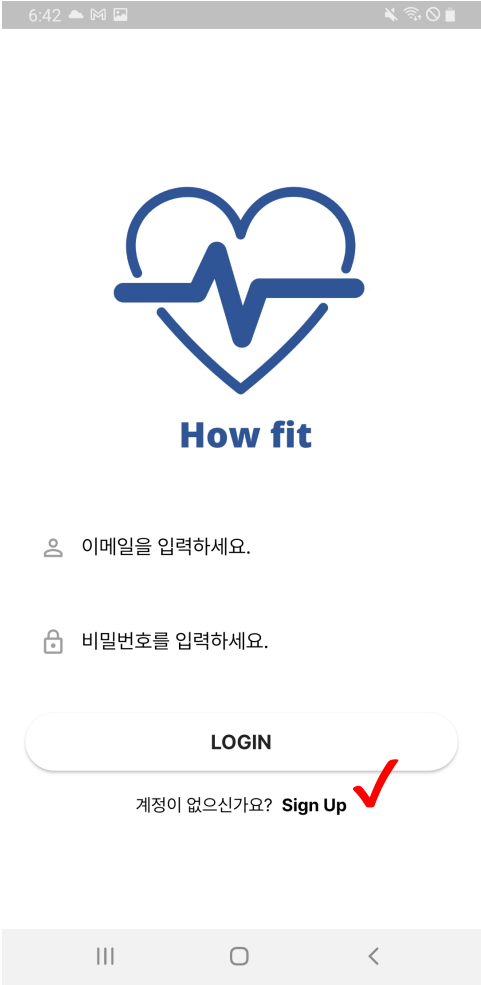 6:42
How fit
이메일을 입력하세요.
비밀번호를 입력하세요.
LOGIN
계정이 없으신가요? Sign Up